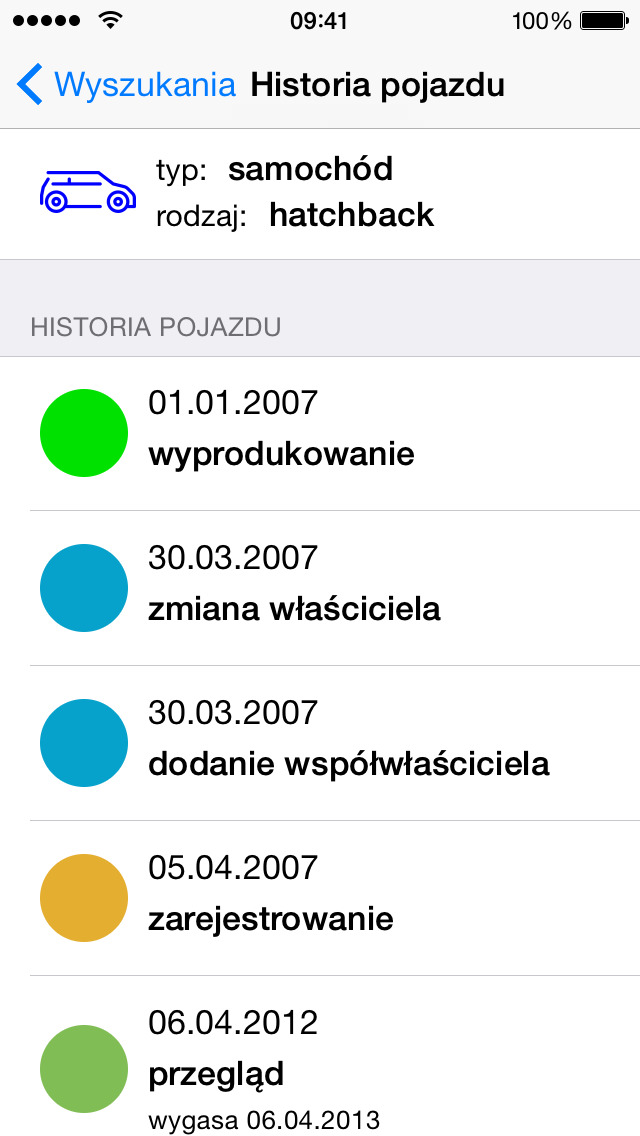 09:41 100%
Wyszukania Historia pojazdu
typ: samochód
rodzaj: hatchback
HISTORIA POJAZDU
01.01.2007
wyprodukowanie
30.03.2007
zmiana właściciela
30.03.2007
dodanie współwłaściciela
05.04.2007
zarejestrowanie
06.04.2012
przegląd
wygasa 06.04.2013